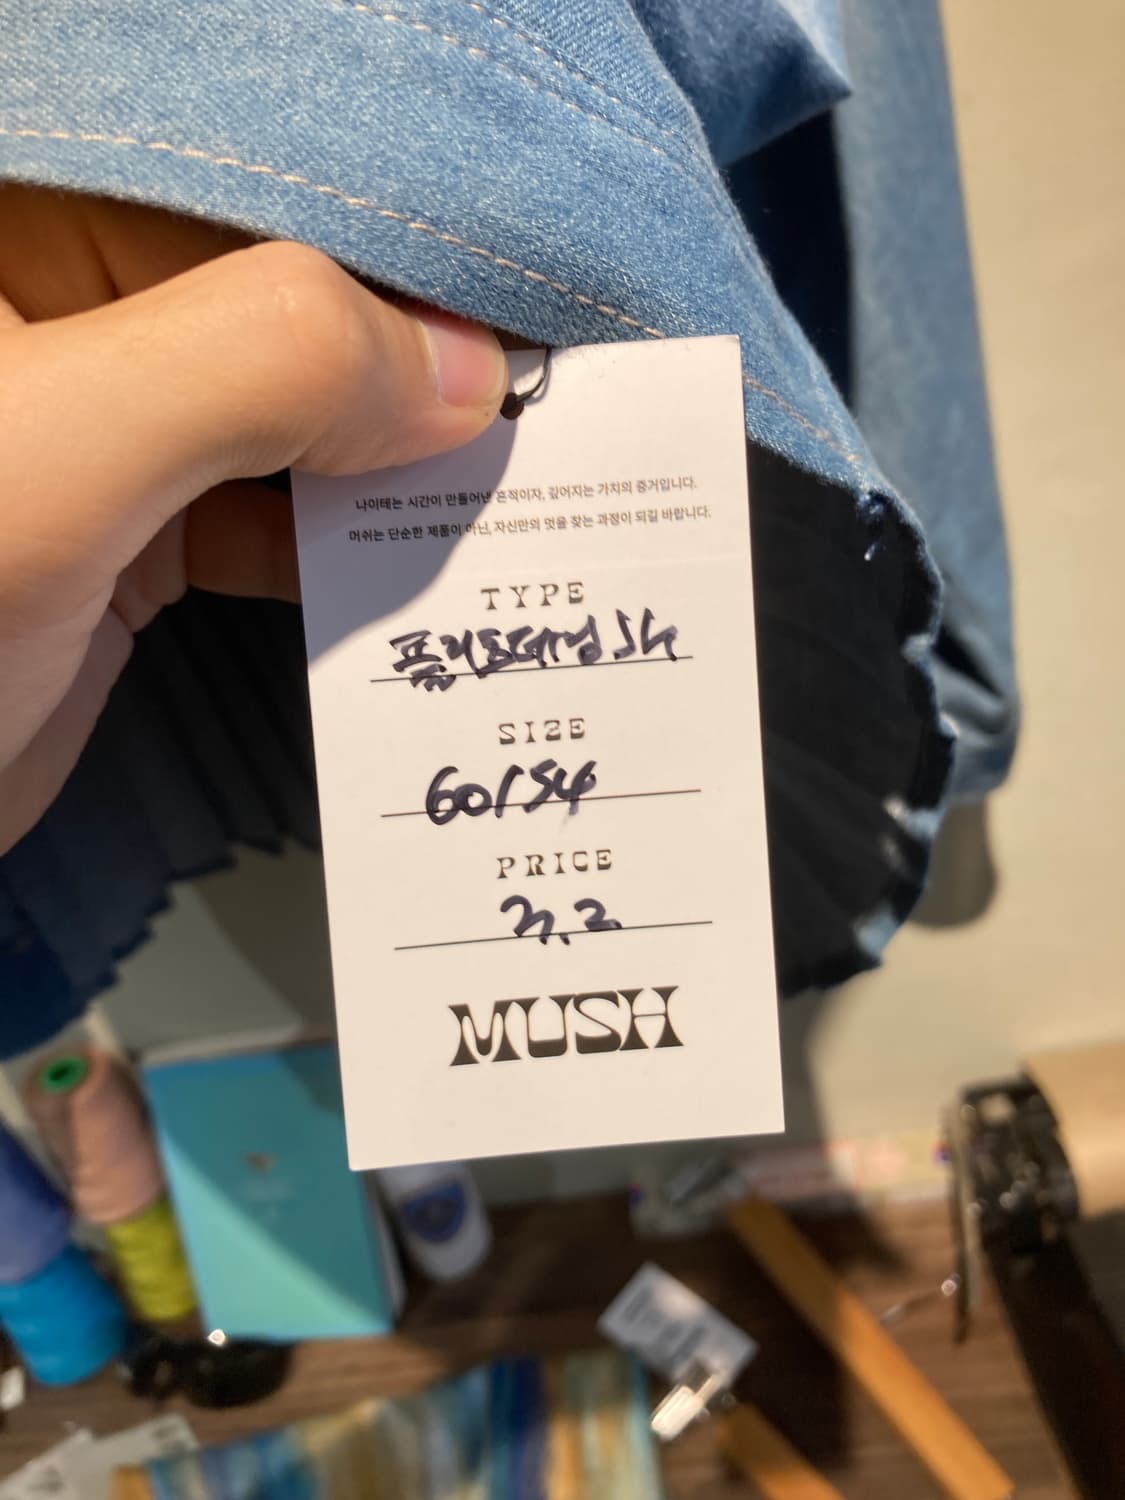 나이테는 시간이 만들어낸 흔적이자, 깊어지는 가치의 증거입니다.
머쉬는 단순한 제품이 아닌, 자신만의 멋을 찾는 과정이 되길 바랍니다.
TYPE
플리츠데님 sh
SIZE
60/54
PRICE
MUSH